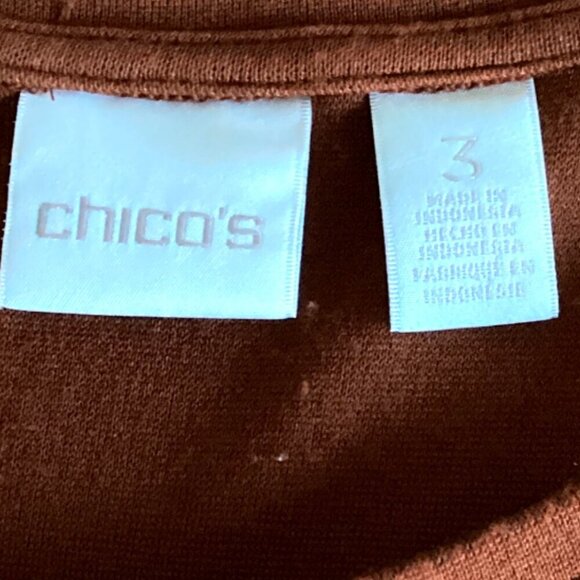 chico's
3
MADE IN
INDONESIA
HECHO EN
INDONESIA
FABRIQUÉ EN
INDONESIE